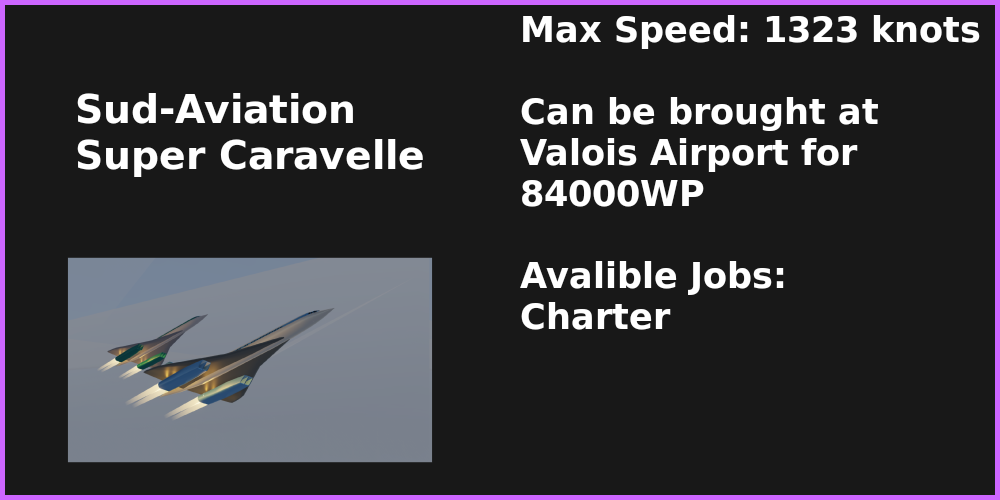 Sud-Aviation
Super Caravelle
Max Speed: 1323 knots
Can be brought at
Valois Airport for
84000WP
Avalible Jobs:
Charter